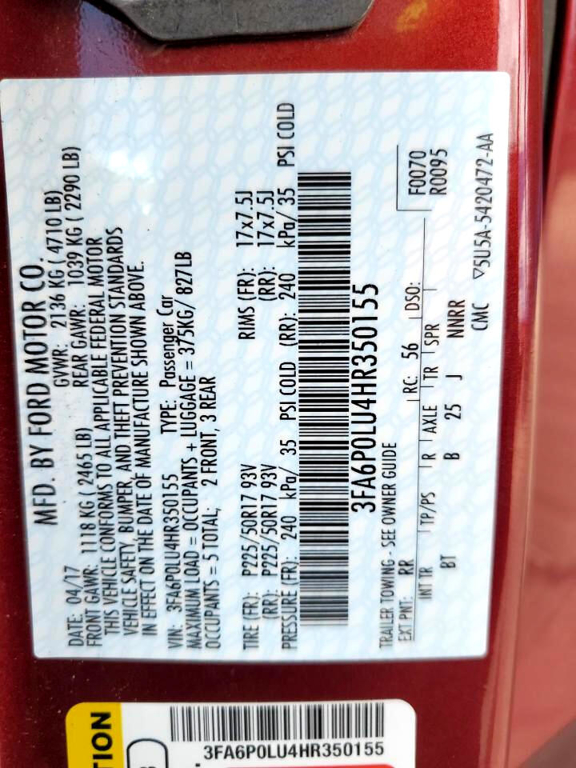 MFD. BY FORD MOTOR CO.
DATE: 04/17 GVWR: 2136 KG ( 4710 LB)
FRONT GAWR: 1118 KG ( 2465 LB) REAR GAWR: 1039 KG ( 2290 LB)
THIS VEHICLE CONFORMS TO ALL APPLICABLE FEDERAL MOTOR
VEHICLE SAFETY, BUMPER, AND THEFT PREVENTION STANDARDS
IN EFFECT ON THE DATE OF MANUFACTURE SHOWN ABOVE.
VIN: 3FA6P0LU4HR350155 TYPE: Passenger Car
MAXIMUM LOAD = OCCUPANTS + LUGGAGE = 375KG/ 827LB
OCCUPANTS = 5 TOTAL; 2 FRONT, 3 REAR
TIRE (FR): P225/50R17 93V RIMS (FR): 17x7.5J
(RR): P225/50R17 93V (RR): 17x7.5J
PRESSURE (FR): 240 kPa/ 35 PSI COLD (RR): 240 kPa/ 35 PSI COLD
3FA6P0LU4HR350155
TRAILER TOWING - SEE OWNER GUIDE F0070
EXT PNT: RR RC: 56 DSO: R0095
INT TR TP/PS R AXLE TR SPR
BT B 25 J NNRR
CMC ▽5U5A-5420472-AA
TION
3FA6P0LU4HR350155